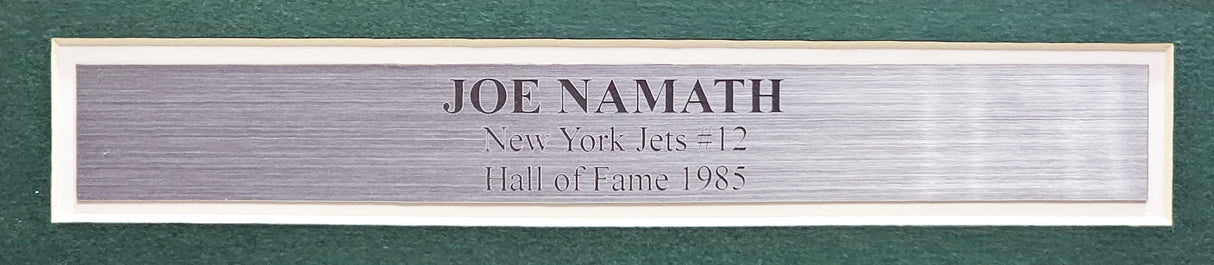 JOE NAMATH
New York Jets #12
Hall of Fame 1985